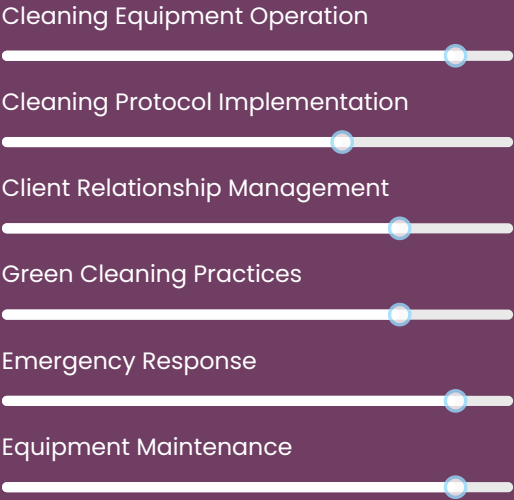 Cleaning Equipment Operation
Cleaning Protocol Implementation
Client Relationship Management
Green Cleaning Practices
Emergency Response
Equipment Maintenance